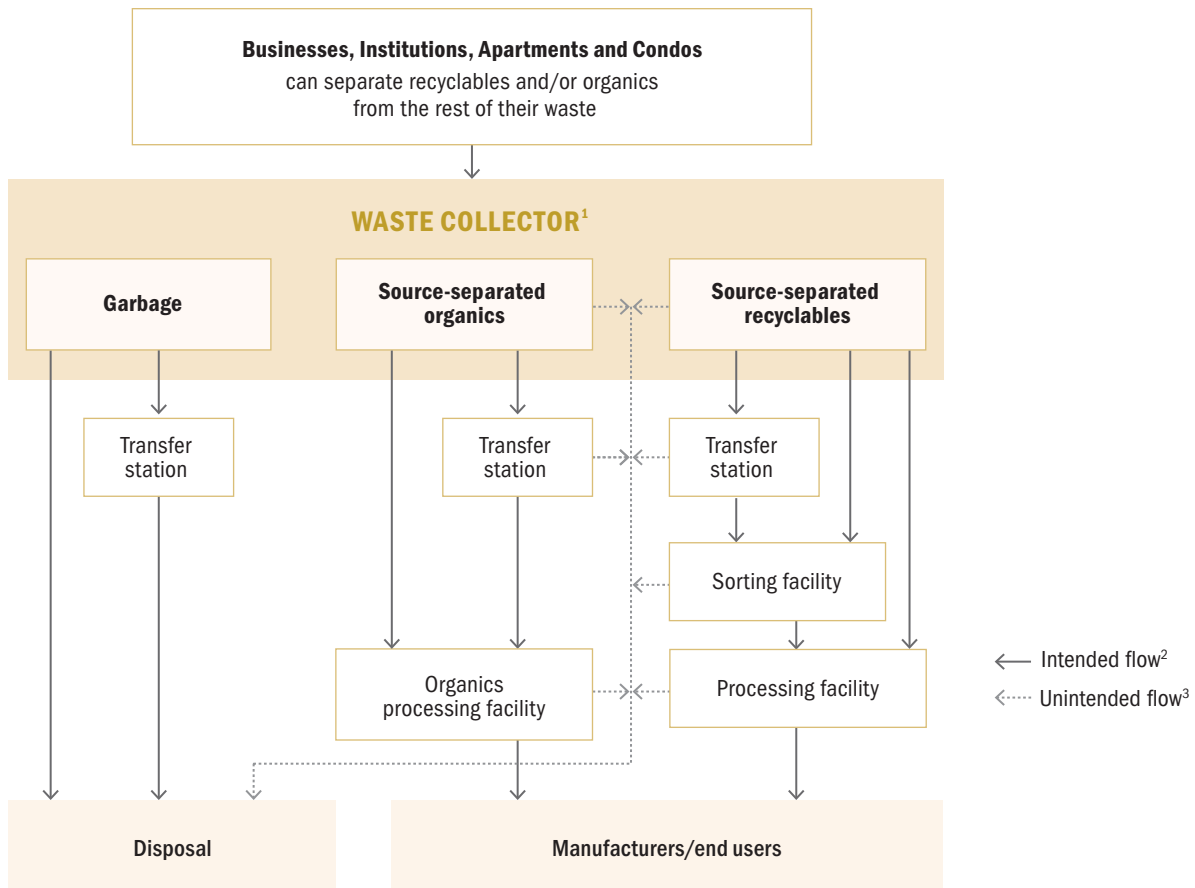 Businesses, Institutions, Apartments and Condos
can separate recyclables and/or organics
from the rest of their waste
WASTE COLLECTOR¹
Garbage
Source-separated
organics
Source-separated
recyclables
Transfer
station
Transfer
station
Transfer
station
Sorting facility
Organics
processing facility
Processing facility
Intended flow²
Unintended flow³
Disposal
Manufacturers/end users